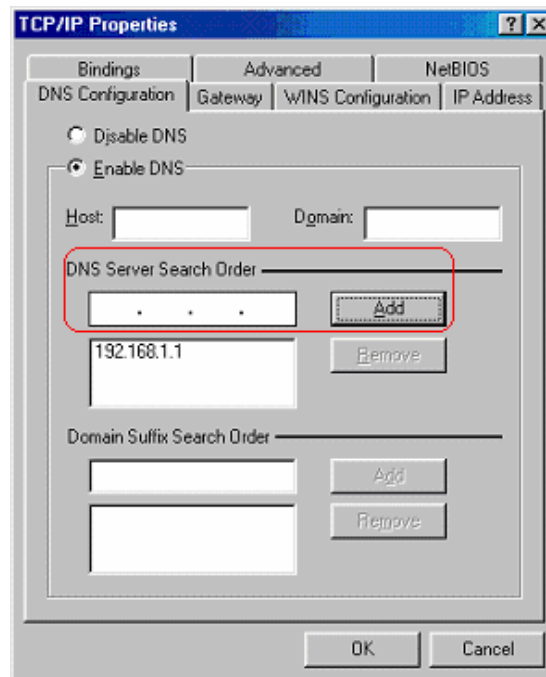 TCP/IP Properties
Bindings Advanced NetBIOS
DNS Configuration Gateway WINS Configuration IP Address
Disable DNS
Enable DNS
Host: Domain:
DNS Server Search Order
. . . Add
192.168.1.1 Remove
Domain Suffix Search Order
Add
Remove
OK Cancel